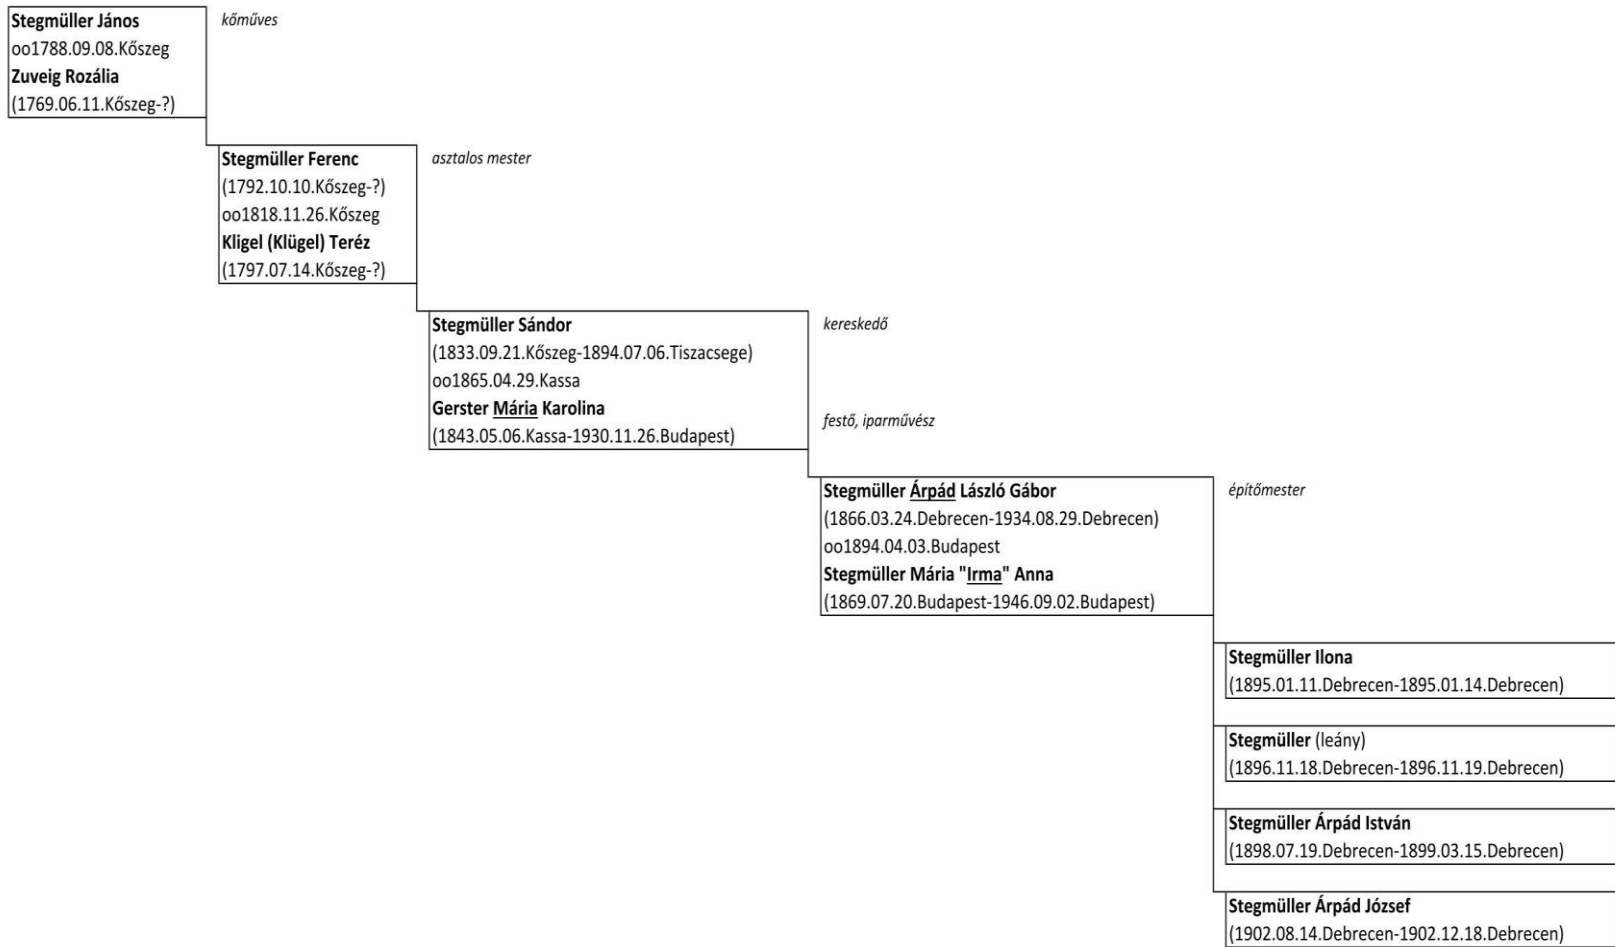 Stegmüller János
kőműves
oo1788.09.08.Kőszeg
Zuveig Rozália
(1769.06.11.Kőszeg-?)
Stegmüller Ferenc
asztalos mester
(1792.10.10.Kőszeg-?)
oo1818.11.26.Kőszeg
Kligel (Klügel) Teréz
(1797.07.14.Kőszeg-?)
Stegmüller Sándor
kereskedő
(1833.09.21.Kőszeg-1894.07.06.Tiszacsege)
oo1865.04.29.Kassa
Gerster Mária Karolina
festő, iparművész
(1843.05.06.Kassa-1930.11.26.Budapest)
Stegmüller Árpád László Gábor
építőmester
(1866.03.24.Debrecen-1934.08.29.Debrecen)
oo1894.04.03.Budapest
Stegmüller Mária "Irma" Anna
(1869.07.20.Budapest-1946.09.02.Budapest)
Stegmüller Ilona
(1895.01.11.Debrecen-1895.01.14.Debrecen)
Stegmüller (leány)
(1896.11.18.Debrecen-1896.11.19.Debrecen)
Stegmüller Árpád István
(1898.07.19.Debrecen-1899.03.15.Debrecen)
Stegmüller Árpád József
(1902.08.14.Debrecen-1902.12.18.Debrecen)